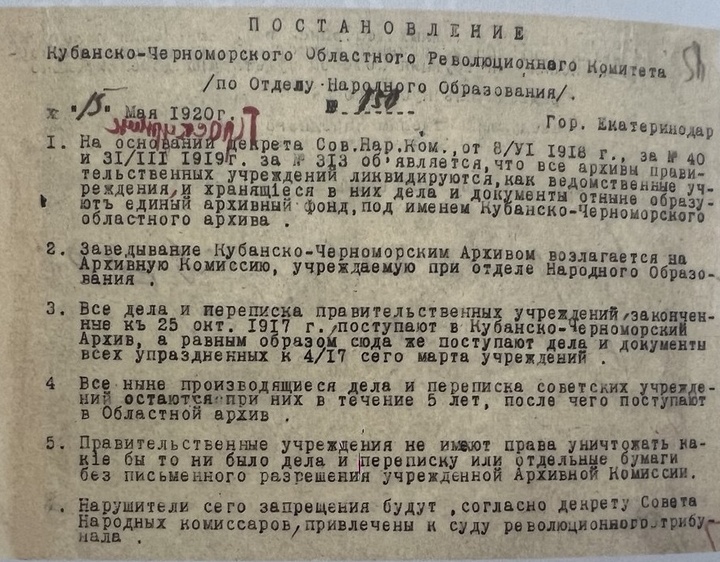 ПОСТАНОВЛЕНИЕ
Кубанско-Черноморского Областного Революционнаго Комитета
/по Отделу Народного Образования/.
"15" Мая 1920г. № 150
Гор. Екатеринодар
1. На основании декрета Сов.Нар.Ком., от 8/VI 1918 г., за № 40
и 31/III 1919г. за № 313 об'является, что все архивы прави-
тельственных учреждений ликвидируются, как ведомственные уч-
реждения, и хранящіеся в них дела и документы отныне образу-
ютъ единый архивный фонд, под именем Кубанско-Черноморского
областного архива .
2. Заведывание Кубанско-Черноморским Архивом возлагается на
Архивную Комиссию, учреждаемую при отделе Народного Образо-
вания .
3. Все дела и переписка правительственных учреждений, закончен-
ные къ 25 окт. 1917 г., поступают в Кубанско-Черноморский
Архив, а равным образом сюда же поступают дела и документы
всех упраздненных к 4/17 сего марта учреждений .
4 Все ныне производящиеся дела и переписка советских учрежде-
ний остаются при них в течение 5 лет, после чего поступают
в Областной архив .
5. Правительственные учреждения не имеют права уничтожать ка-
кіе бы то ни было дела и переписку или отдельные бумаги
без письменного разрешения учрежденной Архивной Комиссии.
. Нарушители сего запрещения будут , согласно декрету Совета
Народных комиссаров, привлечены к суду революционного трибу-
нала .